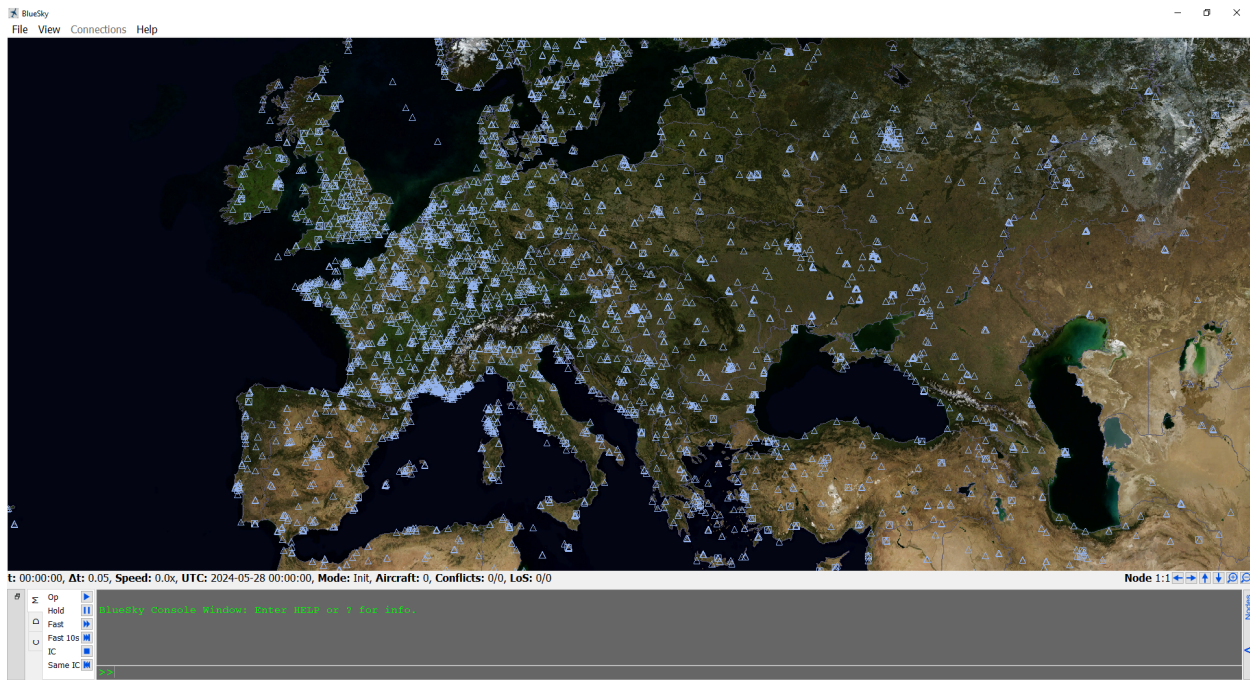 BlueSky
File View Connections Help
t: 00:00:00, Δt: 0.05, Speed: 0.0x, UTC: 2024-05-28 00:00:00, Mode: Init, Aircraft: 0, Conflicts: 0/0, LoS: 0/0
Node 1:1
M
D
C
Op
Hold
Fast
Fast 10s
IC
Same IC
BlueSky Console Window: Enter HELP or ? for info.
>>
Nodes